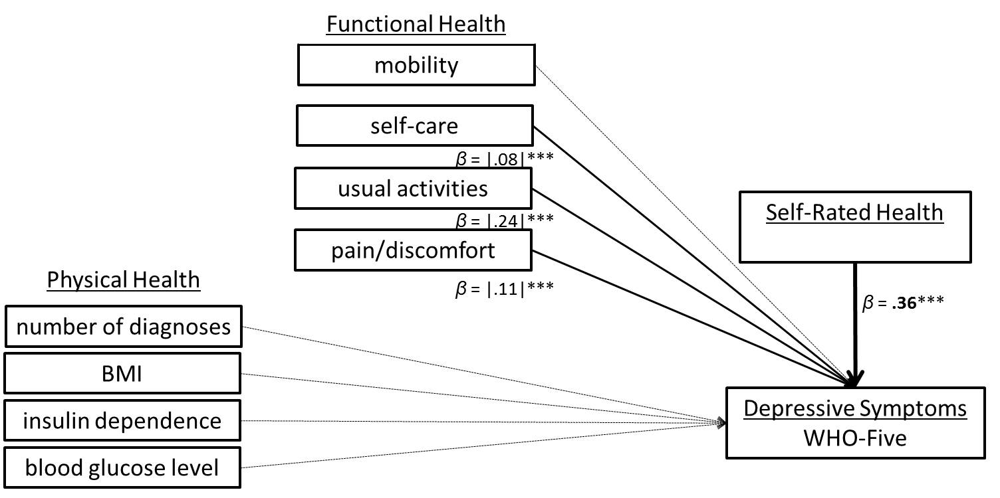 Functional Health
mobility
self-care
β = |.08|***
usual activities
β = |.24|***
pain/discomfort
β = |.11|***
Self-Rated Health
β = .36***
Physical Health
number of diagnoses
BMI
insulin dependence
blood glucose level
Depressive Symptoms
WHO-Five